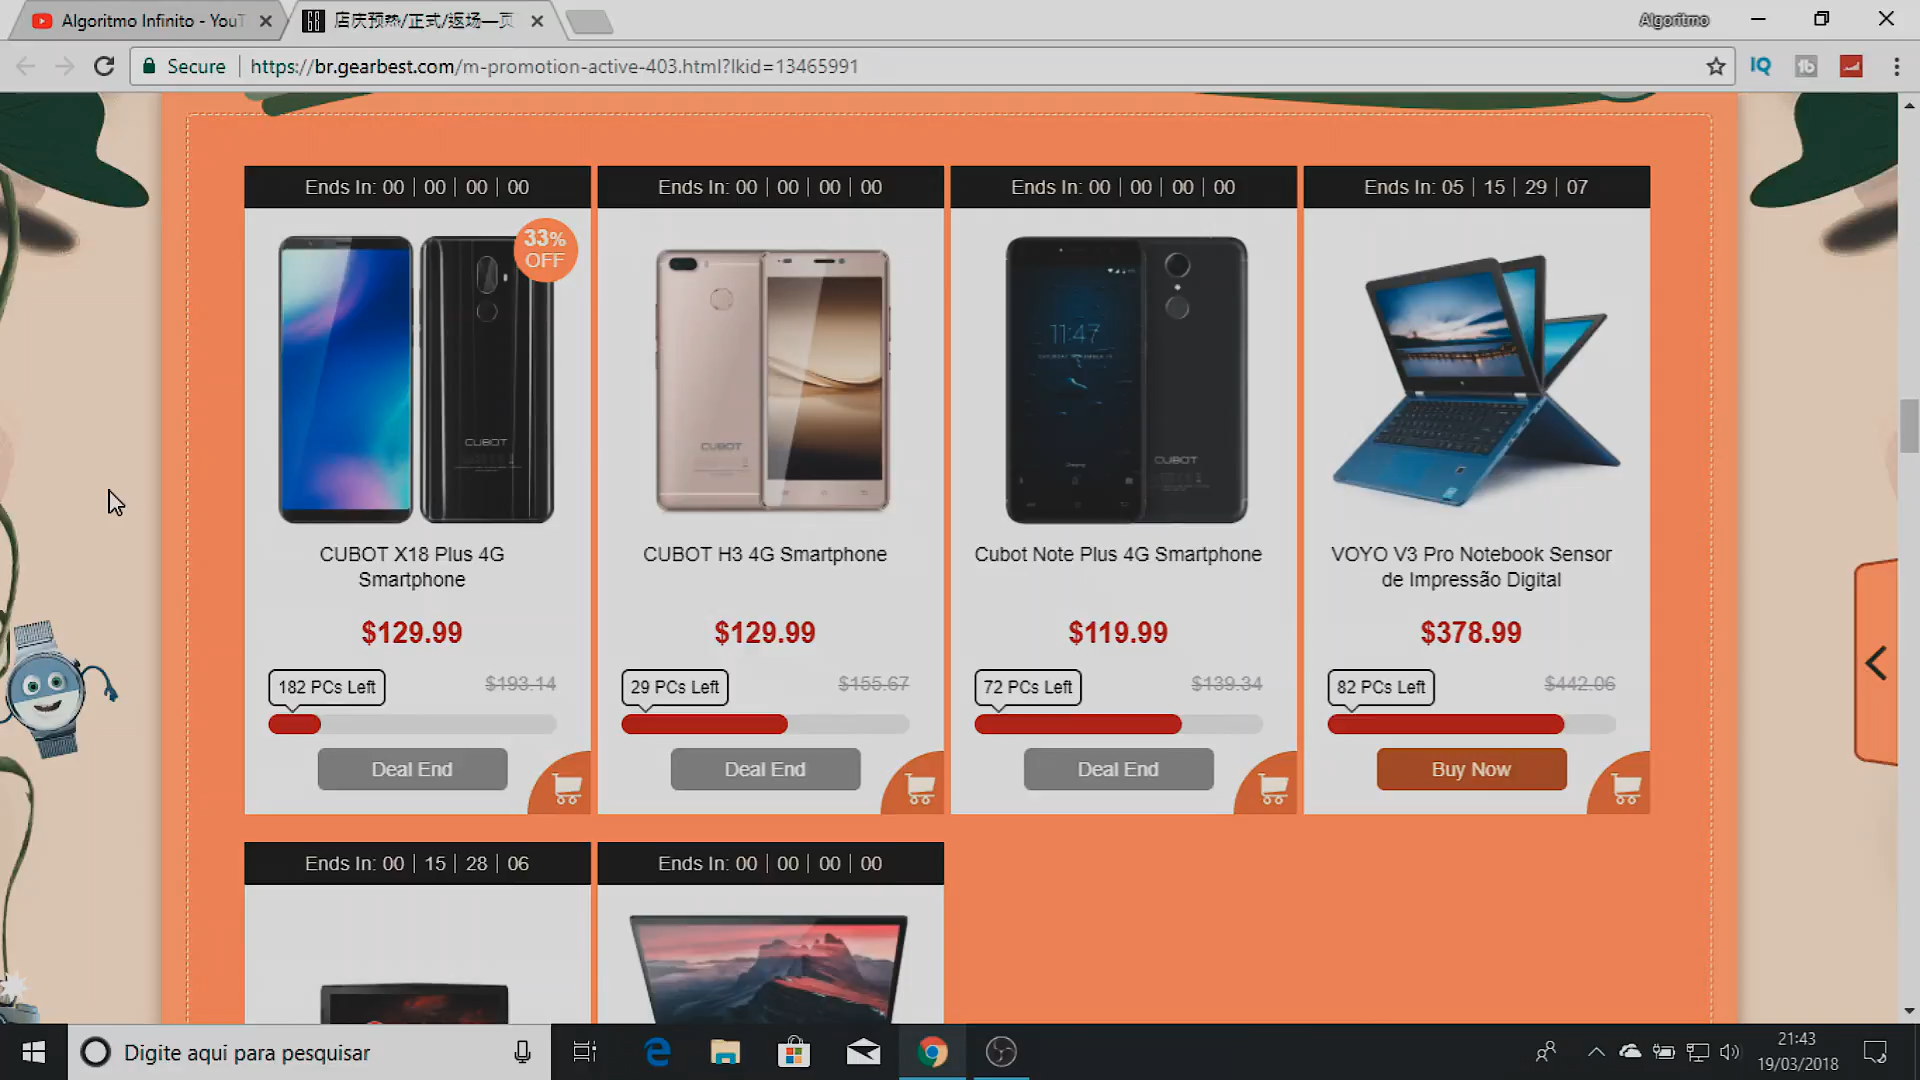 Algoritmo Infinito - YouT
店庆预热/正式/返场—页
Algoritmo
Secure
https://br.gearbest.com/m-promotion-active-403.html?lkid=13465991
IQ
Ends In: 00 | 00 | 00 | 00
Ends In: 00 | 00 | 00 | 00
Ends In: 00 | 00 | 00 | 00
Ends In: 05 | 15 | 29 | 07
33%
OFF
11:47
CUBOT
CUBOT
CUBOT
CUBOT X18 Plus 4G
Smartphone
CUBOT H3 4G Smartphone
Cubot Note Plus 4G Smartphone
VOYO V3 Pro Notebook Sensor
de Impressão Digital
$129.99
$129.99
$119.99
$378.99
182 PCs Left
$193.14
29 PCs Left
$155.67
72 PCs Left
$139.34
82 PCs Left
$442.06
Deal End
Deal End
Deal End
Buy Now
Ends In: 00 | 15 | 28 | 06
Ends In: 00 | 00 | 00 | 00
Digite aqui para pesquisar
21:43
19/03/2018